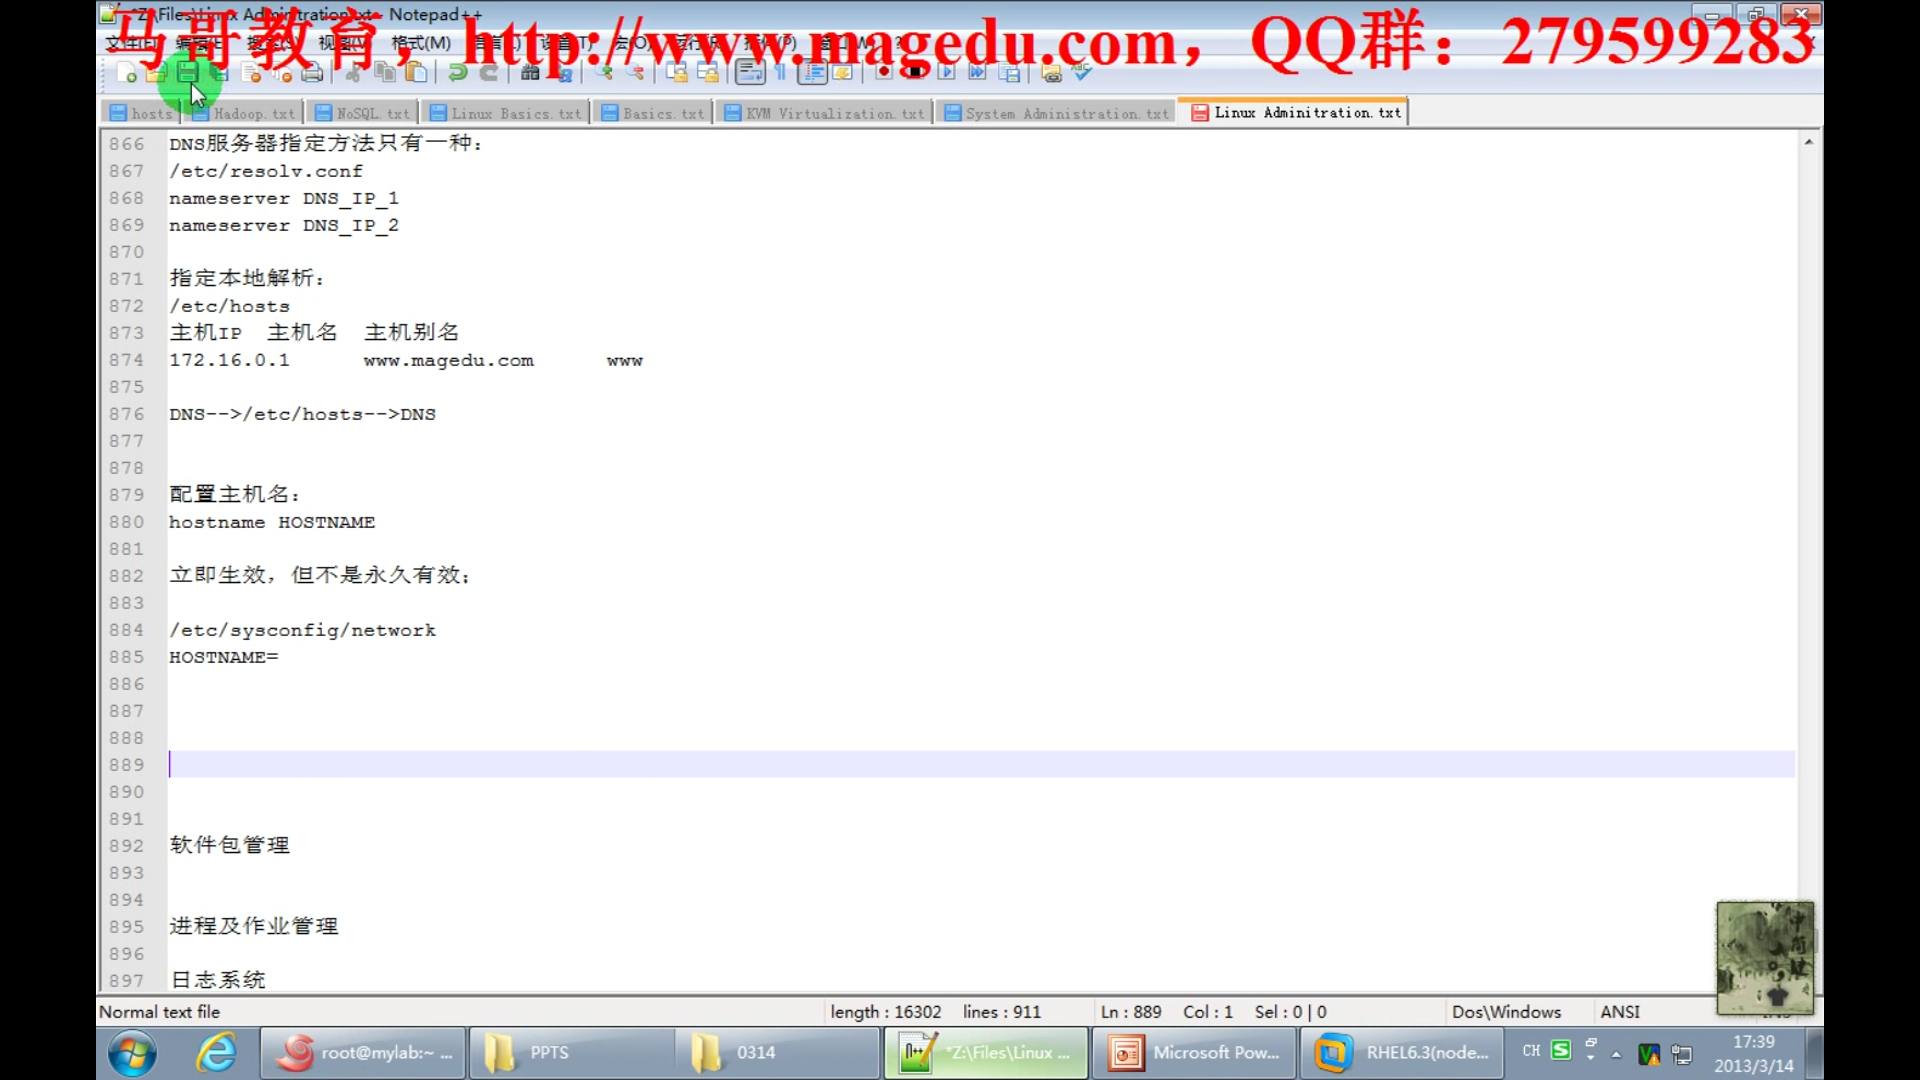 *Z:\Files\Linux Adminitration.txt - Notepad++
马哥教育，http://www.magedu.com，QQ群：279599283
格式(M)
hosts
Hadoop.txt
NoSQL.txt
Linux Basics.txt
Basics.txt
KVM Virtualization.txt
System Administration.txt
Linux Adminitration.txt
866 DNS服务器指定方法只有一种：
867 /etc/resolv.conf
868 nameserver DNS_IP_1
869 nameserver DNS_IP_2
870
871 指定本地解析：
872 /etc/hosts
873 主机IP 主机名 主机别名
874 172.16.0.1 www.magedu.com www
875
876 DNS-->/etc/hosts-->DNS
877
878
879 配置主机名：
880 hostname HOSTNAME
881
882 立即生效，但不是永久有效；
883
884 /etc/sysconfig/network
885 HOSTNAME=
886
887
888
889
890
891
892 软件包管理
893
894
895 进程及作业管理
896
897 日志系统
Normal text file
length : 16302 lines : 911
Ln : 889 Col : 1 Sel : 0 | 0
Dos\Windows
ANSI
root@mylab:~ ...
PPTS
0314
*Z:\Files\Linux ...
Microsoft Pow...
RHEL6.3(node...
CH
17:39
2013/3/14